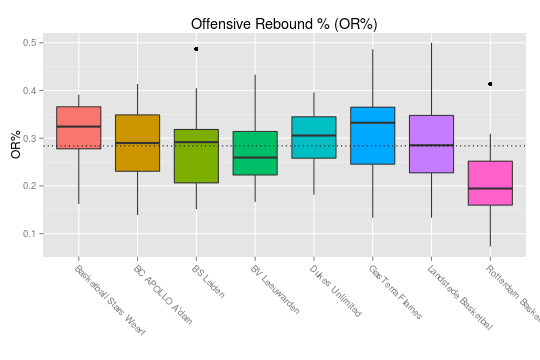 Offensive Rebound % (OR%)
OR%
0.5
0.4
0.3
0.2
0.1
Basketball Stars Weert
BC APOLLO A'dam
BS Leiden
BV Leeuwarden
Dukes Unlimited
GasTerra Flames
Landstede Basketbal
Rotterdam Baske